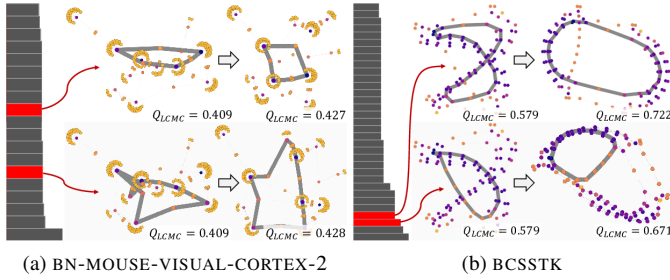 Q_LCMC = 0.409
Q_LCMC = 0.427
Q_LCMC = 0.409
Q_LCMC = 0.428
(a) BN-MOUSE-VISUAL-CORTEX-2
Q_LCMC = 0.579
Q_LCMC = 0.722
Q_LCMC = 0.579
Q_LCMC = 0.671
(b) BCSSTK